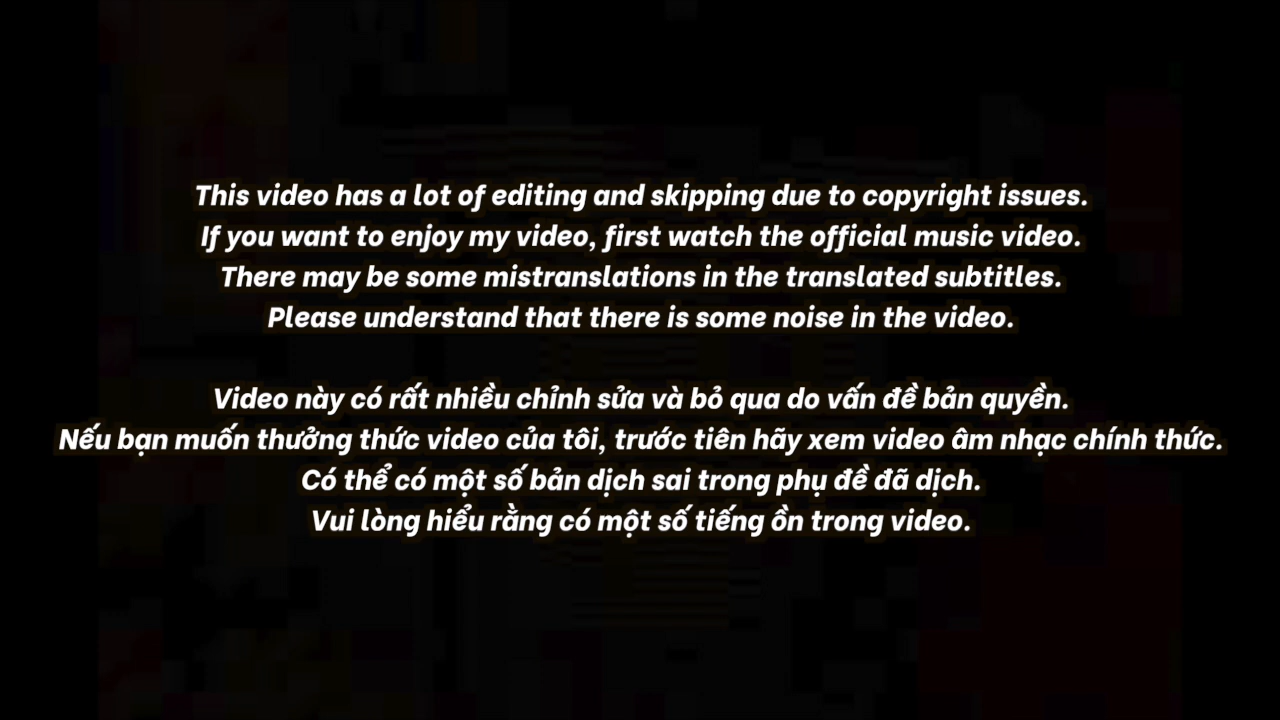 This video has a lot of editing and skipping due to copyright issues.
If you want to enjoy my video, first watch the official music video.
There may be some mistranslations in the translated subtitles.
Please understand that there is some noise in the video.
Video này có rất nhiều chỉnh sửa và bỏ qua do vấn đề bản quyền.
Nếu bạn muốn thưởng thức video của tôi, trước tiên hãy xem video âm nhạc chính thức.
Có thể có một số bản dịch sai trong phụ đề đã dịch.
Vui lòng hiểu rằng có một số tiếng ồn trong video.